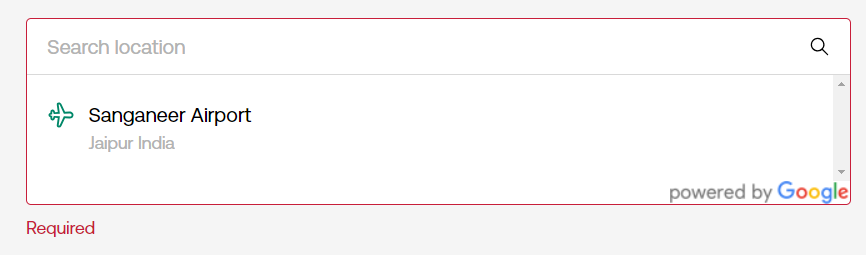 Search location
Sanganeer Airport
Jaipur India
powered by Google
Required